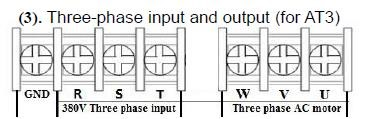 (3). Three-phase input and output (for AT3)
GND R S T W V U
380V Three phase input Three phase AC motor